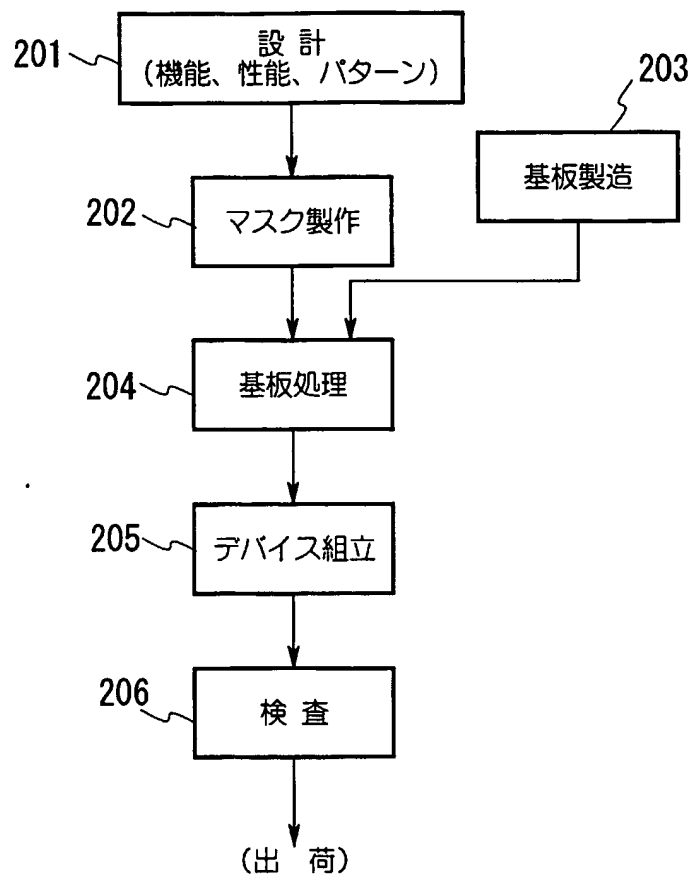 201
設 計
(機能、性能、パターン)
203
基板製造
202
マスク製作
204
基板処理
205
デバイス組立
206
検 査
(出 荷)